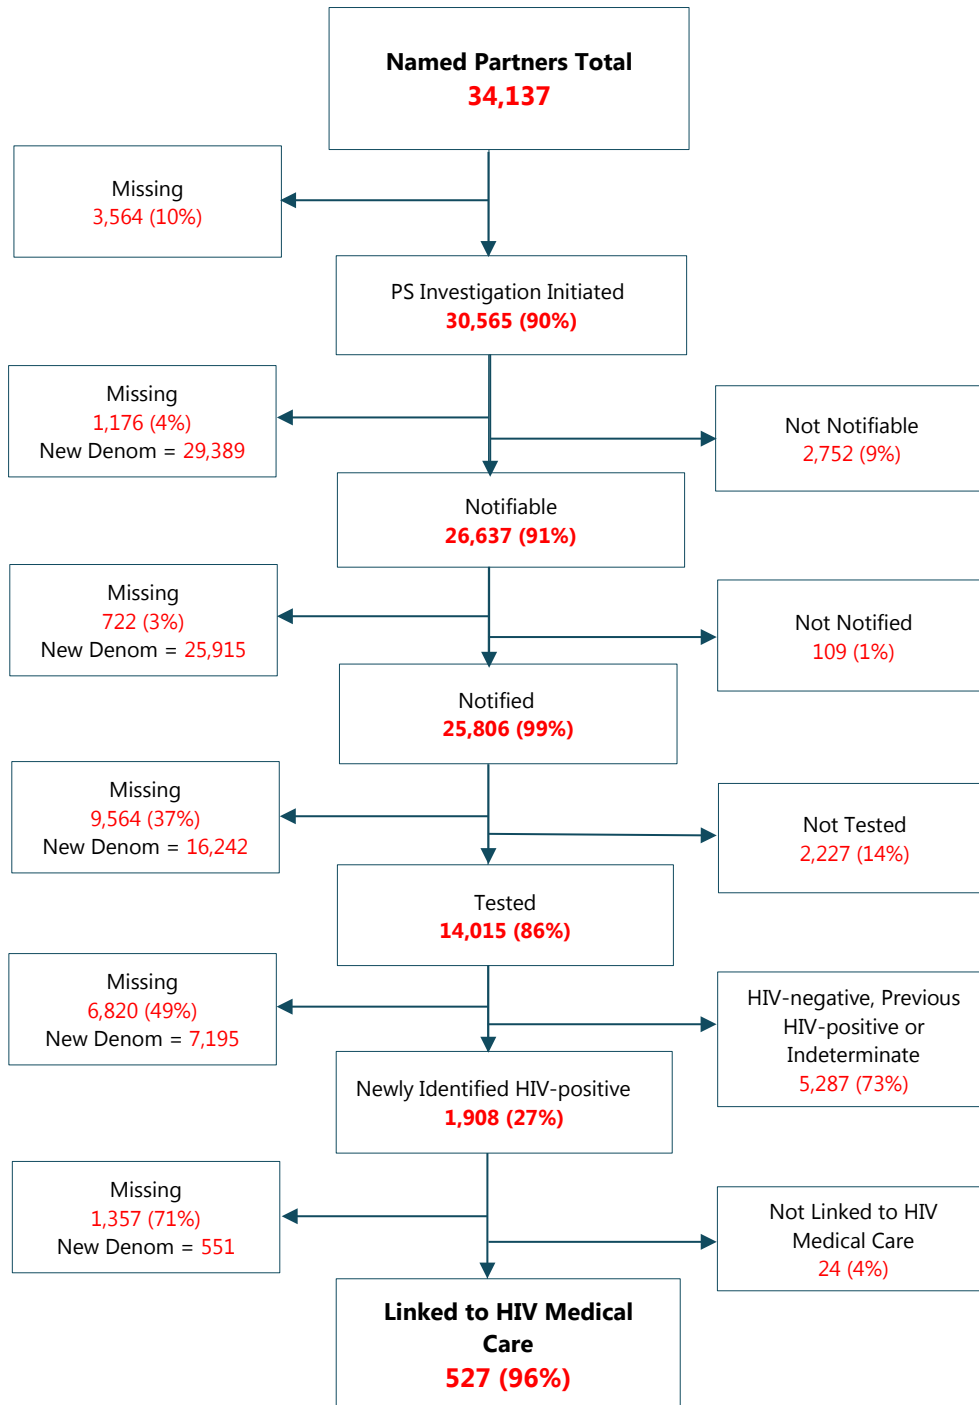 Named Partners Total
34,137
Missing
3,564 (10%)
PS Investigation Initiated
30,565 (90%)
Missing
1,176 (4%)
New Denom = 29,389
Not Notifiable
2,752 (9%)
Notifiable
26,637 (91%)
Missing
722 (3%)
New Denom = 25,915
Not Notified
109 (1%)
Notified
25,806 (99%)
Missing
9,564 (37%)
New Denom = 16,242
Not Tested
2,227 (14%)
Tested
14,015 (86%)
Missing
6,820 (49%)
New Denom = 7,195
HIV-negative, Previous
HIV-positive or
Indeterminate
5,287 (73%)
Newly Identified HIV-positive
1,908 (27%)
Missing
1,357 (71%)
New Denom = 551
Not Linked to HIV
Medical Care
24 (4%)
Linked to HIV Medical
Care
527 (96%)